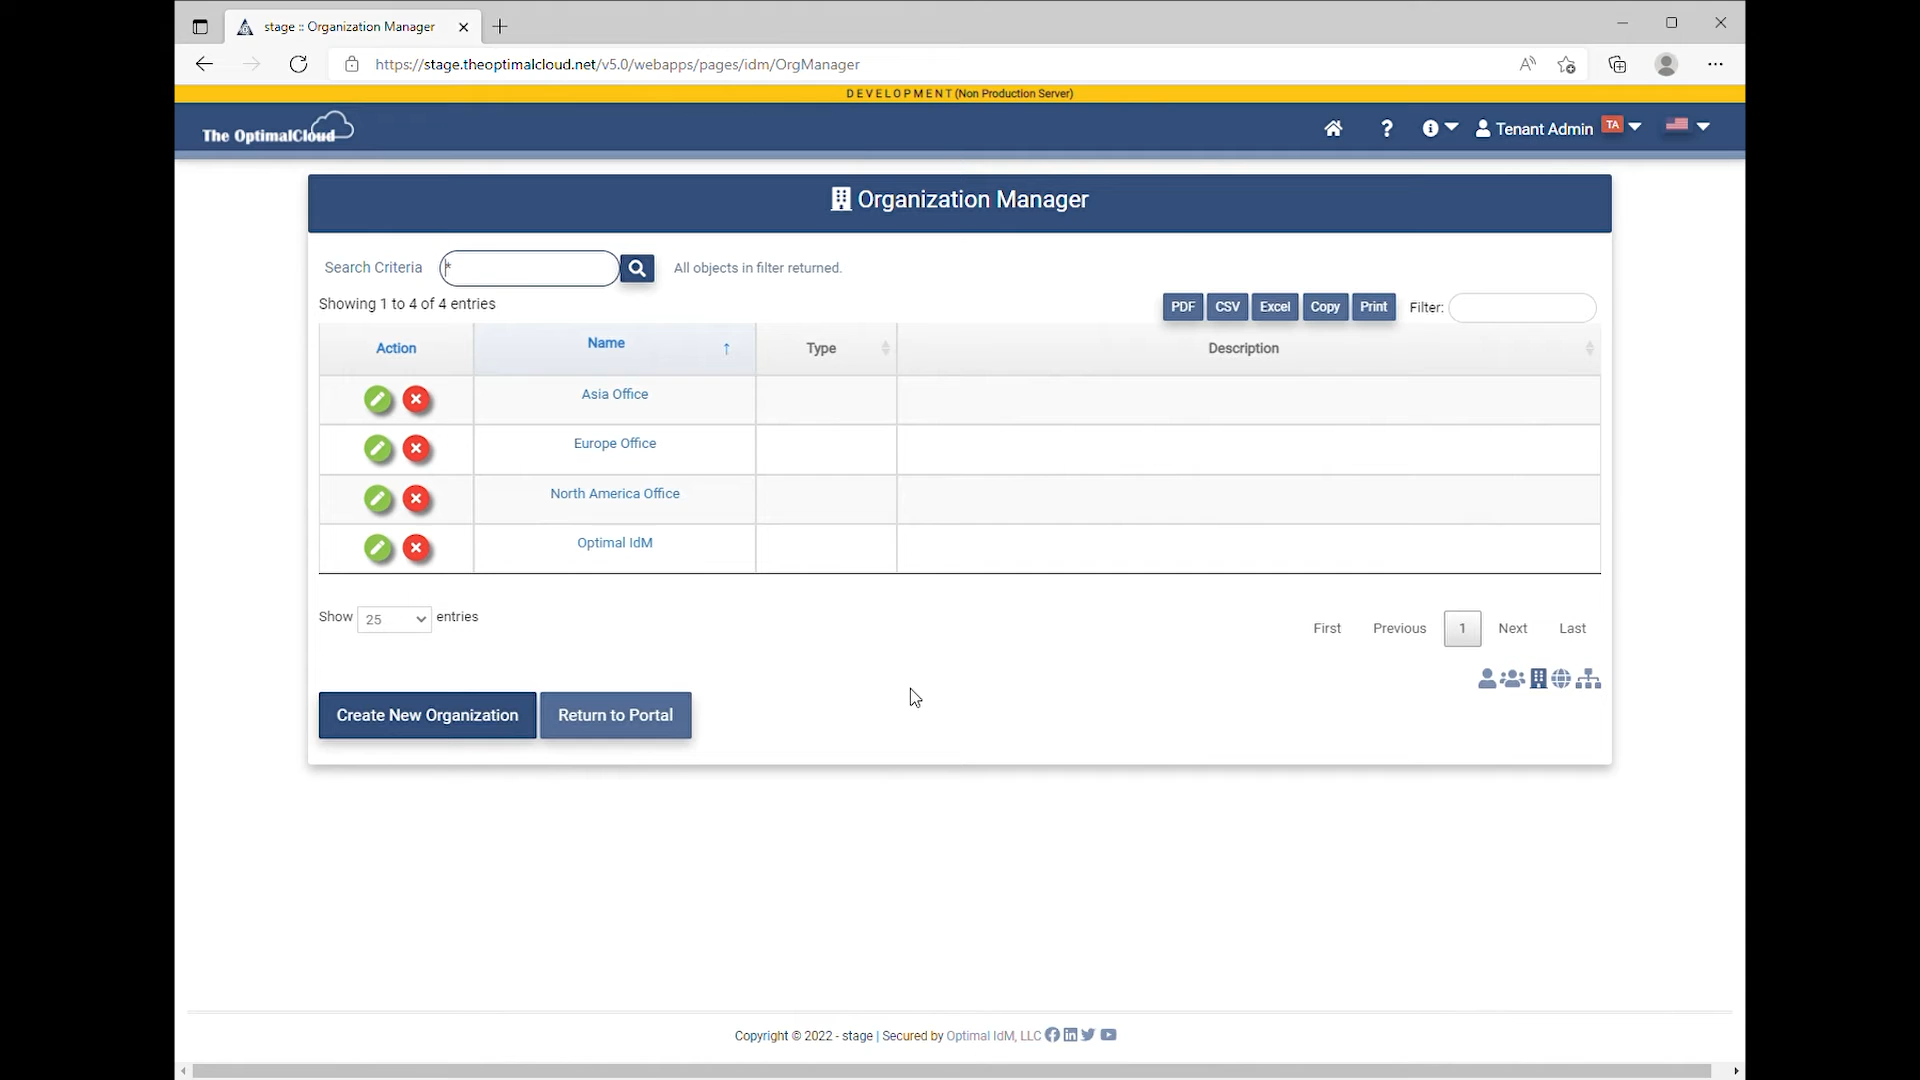 stage :: Organization Manager
https://stage.theoptimalcloud.net/v5.0/webapps/pages/idm/OrgManager
DEVELOPMENT (Non Production Server)
The OptimalCloud
Tenant Admin TA
Organization Manager
Search Criteria * All objects in filter returned.
Showing 1 to 4 of 4 entries
PDF CSV Excel Copy Print Filter:
Action Name Type Description
Asia Office
Europe Office
North America Office
Optimal IdM
Show 25 entries
First Previous 1 Next Last
Create New Organization Return to Portal
Copyright © 2022 - stage | Secured by Optimal IdM, LLC